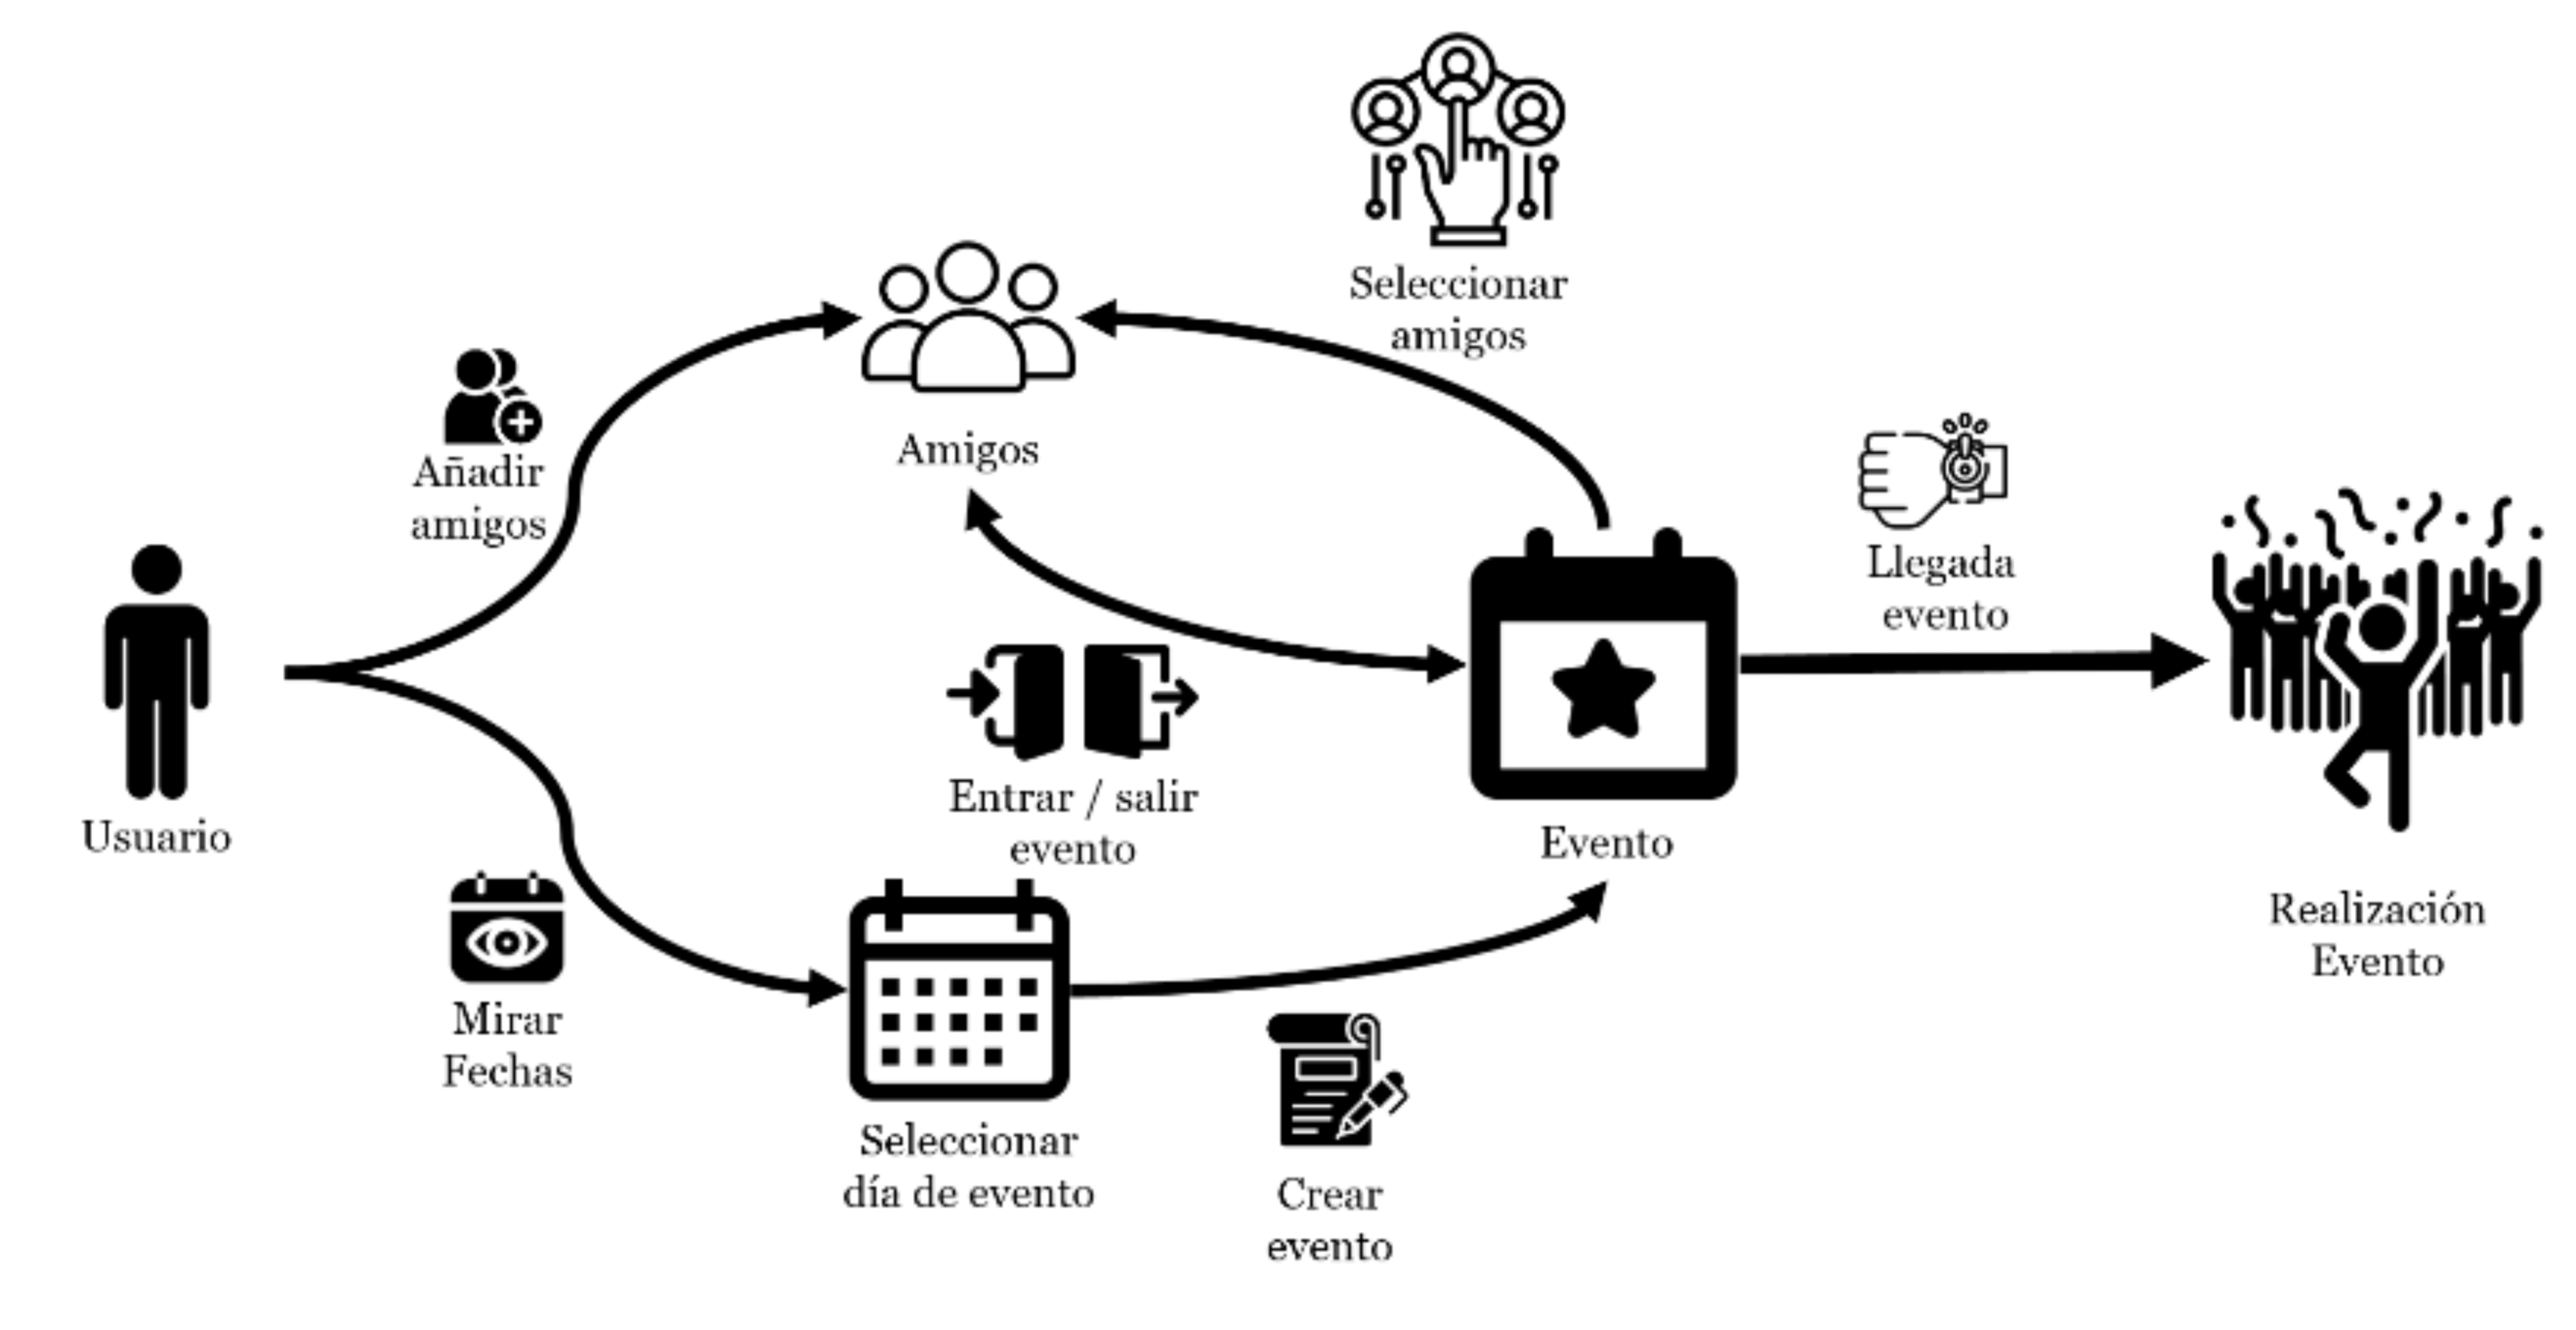 Seleccionar
amigos
Amigos
Añadir
amigos
Llegada
evento
Usuario
Entrar / salir
evento
Evento
Realización
Evento
Mirar
Fechas
Seleccionar
día de evento
Crear
evento